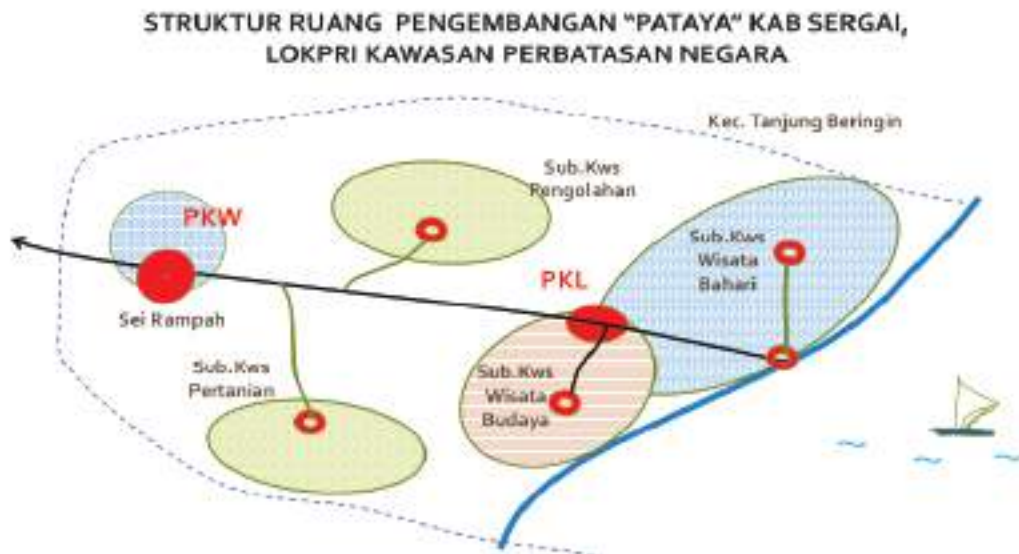 STRUKTUR RUANG PENGEMBANGAN "PATAYA" KAB SERGAI,
LOKPRI KAWASAN PERBATASAN NEGARA
Kec. Tanjung Beringin
Sub.Kws
Pengolahan
PKW
Sub.Kws
Wisata
Bahari
PKL
Sei Rampah
Sub.Kws
Pertanian
Sub.Kws
Wisata
Budaya